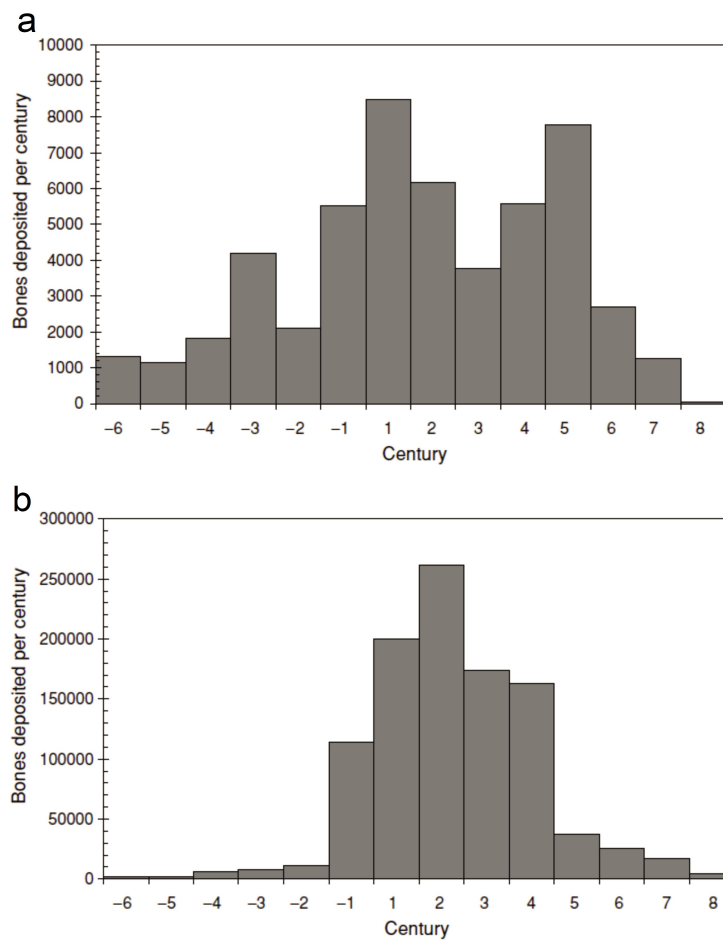 a
Bones deposited per century
10000
9000
8000
7000
6000
5000
4000
3000
2000
1000
0
–6 –5 –4 –3 –2 –1 1 2 3 4 5 6 7 8
Century
b
Bones deposited per century
300000
250000
200000
150000
100000
50000
0
–6 –5 –4 –3 –2 –1 1 2 3 4 5 6 7 8
Century